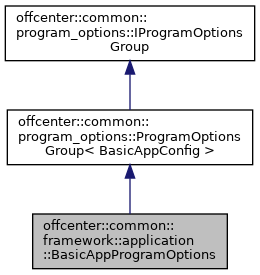 offcenter::common::
program_options::IProgramOptions
Group
offcenter::common::
program_options::ProgramOptions
Group< BasicAppConfig >
offcenter::common::
framework::application
::BasicAppProgramOptions